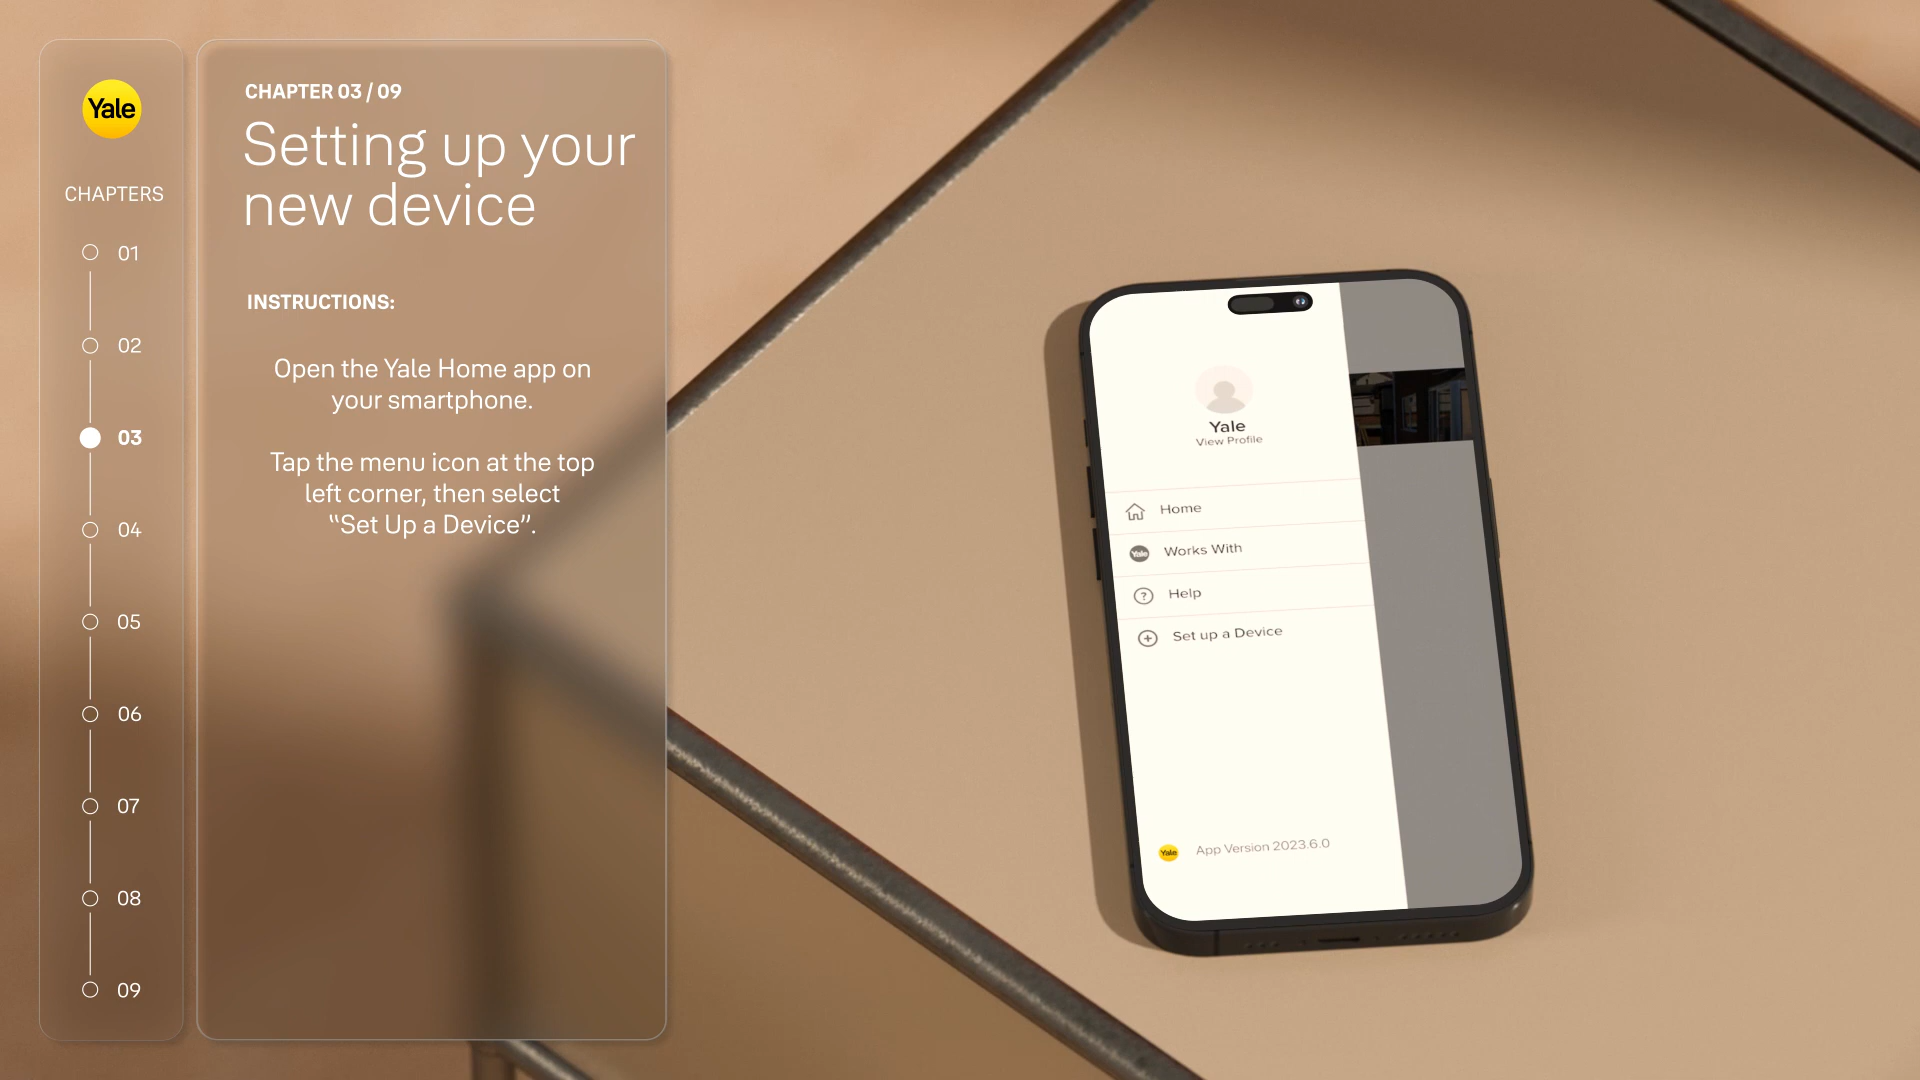 Yale
CHAPTERS
01
02
03
04
05
06
07
08
09
CHAPTER 03 / 09
Setting up your
new device
INSTRUCTIONS:
Open the Yale Home app on
your smartphone.
Tap the menu icon at the top
left corner, then select
“Set Up a Device”.
Yale
View Profile
Home
Yale
Works With
?
Help
Set up a Device
Yale
App Version 2023.6.0